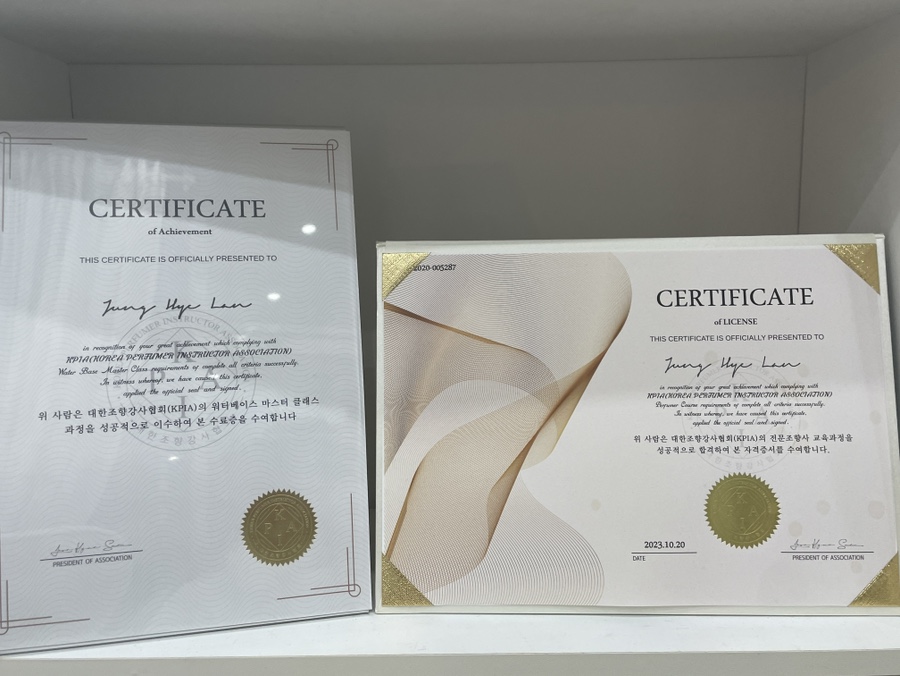 CERTIFICATE
of Achievement
THIS CERTIFICATE IS OFFICIALLY PRESENTED TO
Jung Hye Lan
in recognition of your great achievement which complying with
KPIA(KOREA PERFUMER INSTRUCTOR ASSOCIATION)
Water Base Master Class requirements of complete all criteria successfully.
In witness whereof, we have caused this certificate,
applied the official seal and signed.
위 사람은 대한조향강사협회(KPIA)의 워터베이스 마스터 클래스
과정을 성공적으로 이수하여 본 수료증을 수여합니다
KPIA
PRESIDENT OF ASSOCIATION
2020-005287
CERTIFICATE
of LICENSE
THIS CERTIFICATE IS OFFICIALLY PRESENTED TO
Jung Hye Lan
in recognition of your great achievement which complying with
KPIA(KOREA PERFUMER INSTRUCTOR ASSOCIATION)
Perfumer Course requirements of complete all criteria successfully.
In witness whereof, we have caused this certificate,
applied the official seal and signed.
위 사람은 대한조향강사협회(KPIA)의 전문조향사 교육과정을
성공적으로 합격하여 본 자격증서를 수여합니다.
KPIA
2023.10.20
DATE
PRESIDENT OF ASSOCIATION